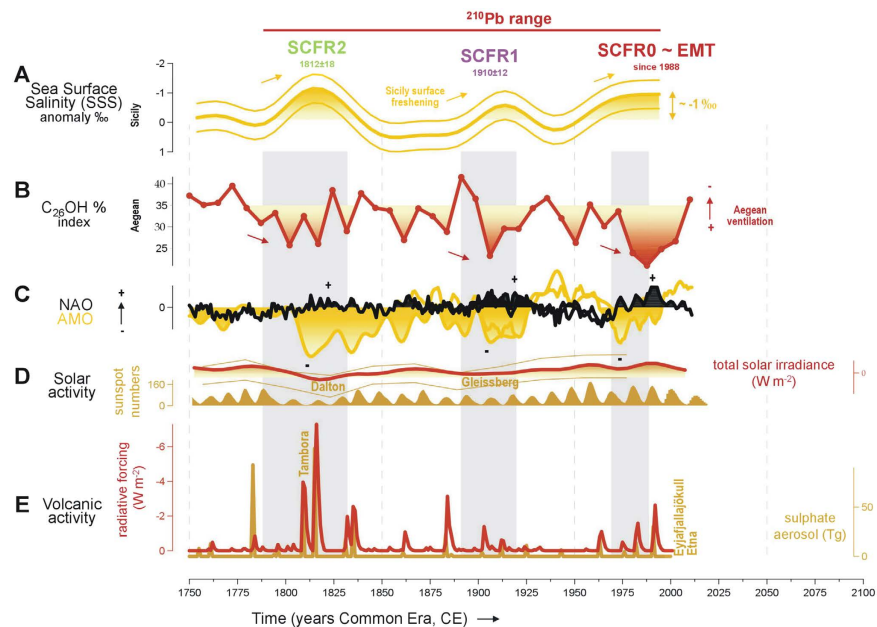 ²¹⁰Pb range
SCFR2
1812±18
SCFR1
1910±12
SCFR0 ~ EMT
since 1988
A
Sea Surface
Salinity (SSS)
anomaly ‰
Sicily
-2
-1
0
1
Sicily surface
freshening
~ -1 ‰
B
C₂₆OH %
index
Aegean
40
35
30
25
-
+
Aegean
ventilation
C
NAO
AMO
+
-
0
+
+
+
-
-
-
D
Solar
activity
sunspot
numbers
160
0
Dalton
Gleissberg
total solar irradiance
(W m⁻²)
0
E
Volcanic
activity
radiative forcing
(W m⁻²)
-6
-4
-2
0
Tambora
Eyjafjallajökull
Etna
sulphate
aerosol (Tg)
50
0
1750 1775 1800 1825 1850 1875 1900 1925 1950 1975 2000 2025 2050 2075 2100
Time (years Common Era, CE) →